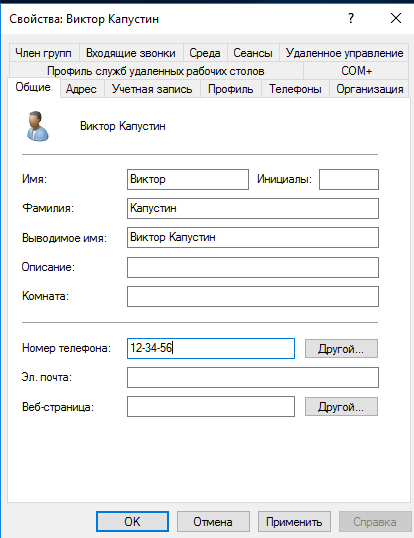 Свойства: Виктор Капустин ? ×
Член групп Входящие звонки Среда Сеансы Удаленное управление
Профиль служб удаленных рабочих столов COM+
Общие Адрес Учетная запись Профиль Телефоны Организация
Виктор Капустин
Имя: Виктор Инициалы:
Фамилия: Капустин
Выводимое имя: Виктор Капустин
Описание:
Комната:
Номер телефона: 12-34-56 Другой...
Эл. почта:
Веб-страница: Другой...
OK Отмена Применить Справка